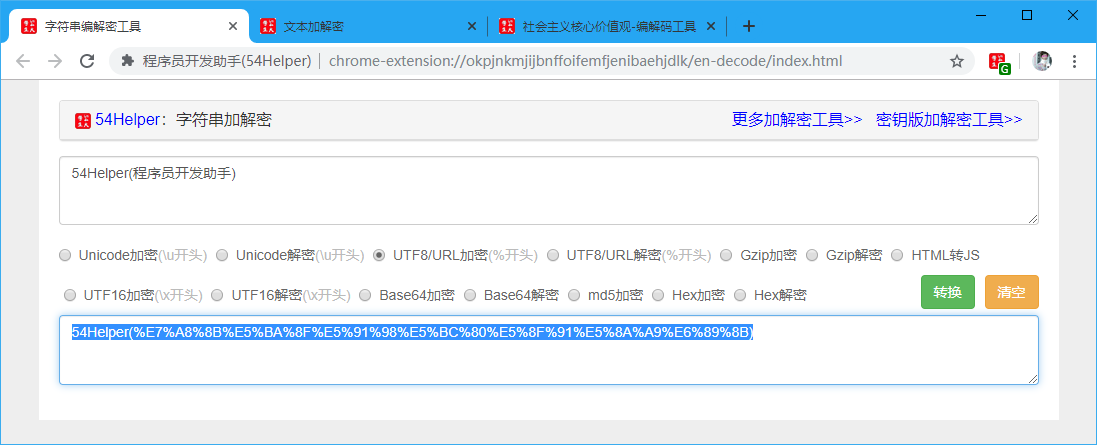 字符串编解密工具
文本加解密
社会主义核心价值观-编解码工具
程序员开发助手(54Helper) | chrome-extension://okpjnkmjijbnffoifemfjenibaehjdlk/en-decode/index.html
54Helper：字符串加解密 更多加解密工具>> 密钥版加解密工具>>
54Helper(程序员开发助手)
Unicode加密(\u开头) Unicode解密(\u开头) UTF8/URL加密(%开头) UTF8/URL解密(%开头) Gzip加密 Gzip解密 HTML转JS
UTF16加密(\x开头) UTF16解密(\x开头) Base64加密 Base64解密 md5加密 Hex加密 Hex解密 转换 清空
54Helper(%E7%A8%8B%E5%BA%8F%E5%91%98%E5%BC%80%E5%8F%91%E5%8A%A9%E6%89%8B)